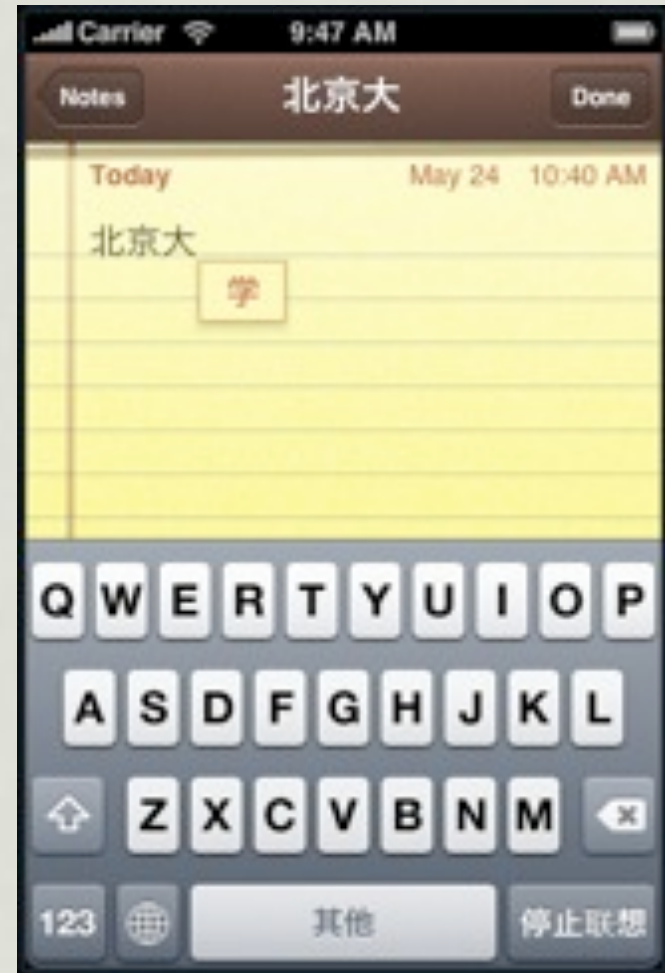 Carrier 9:47 AM
Notes 北京大 Done
Today May 24 10:40 AM
北京大
学
Q W E R T Y U I O P
A S D F G H J K L
Z X C V B N M
123 其他 停止联想